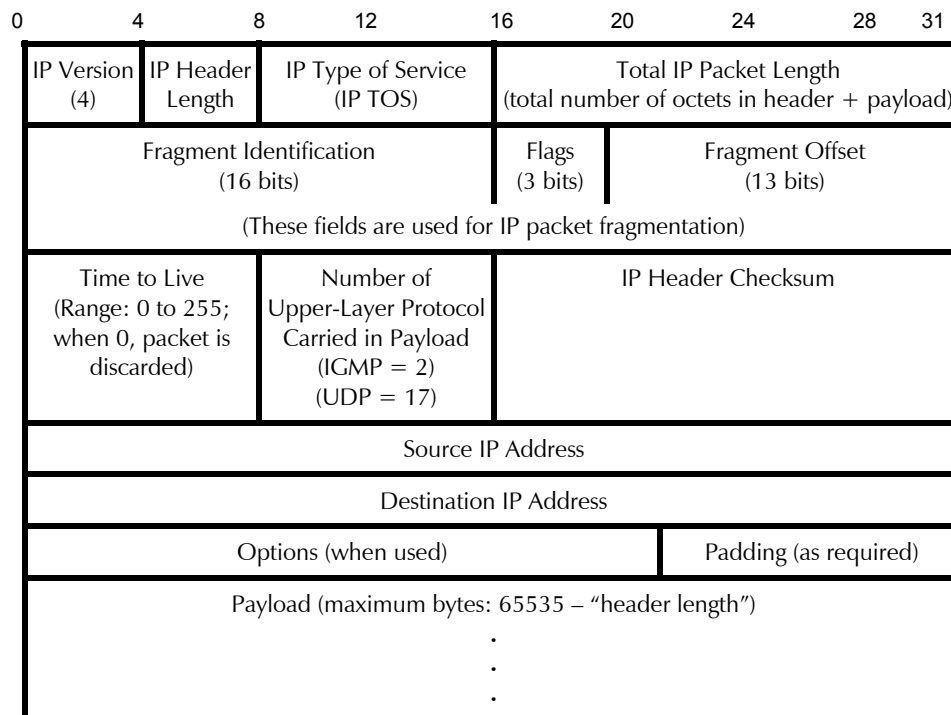 0 4 8 12 16 20 24 28 31
IP Version
(4)
IP Header
Length
IP Type of Service
(IP TOS)
Total IP Packet Length
(total number of octets in header + payload)
Fragment Identification
(16 bits)
Flags
(3 bits)
Fragment Offset
(13 bits)
(These fields are used for IP packet fragmentation)
Time to Live
(Range: 0 to 255;
when 0, packet is
discarded)
Number of
Upper-Layer Protocol
Carried in Payload
(IGMP = 2)
(UDP = 17)
IP Header Checksum
Source IP Address
Destination IP Address
Options (when used)
Padding (as required)
Payload (maximum bytes: 65535 – “header length”)
.
.
.